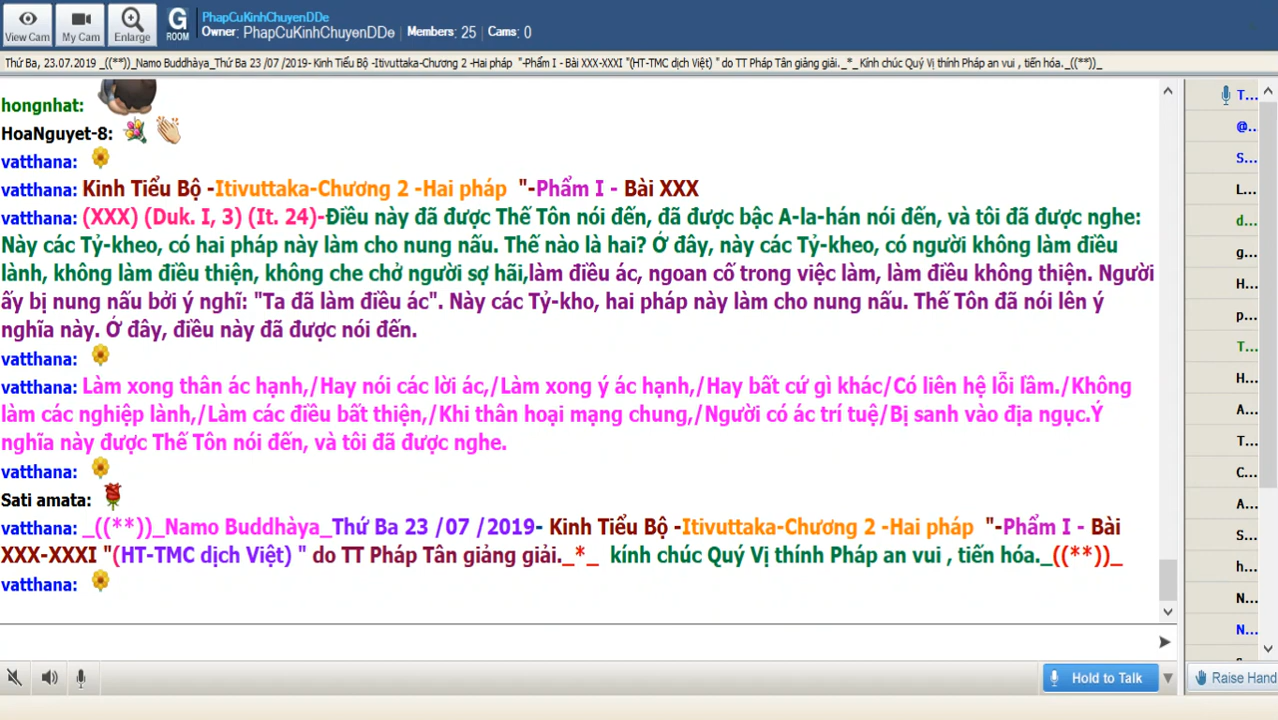 View Cam
My Cam
Enlarge
G
ROOM
PhapCuKinhChuyenDDe
Owner: PhapCuKinhChuyenDDe Members: 25 Cams: 0
Thứ Ba, 23.07.2019 _((**))_Namo Buddhàya_Thứ Ba 23 /07 /2019- Kinh Tiểu Bộ -Itivuttaka-Chương 2 -Hai pháp "-Phẩm I - Bài XXX-XXXI "(HT-TMC dịch Việt) " do TT Pháp Tân giảng giải._*_ Kính chúc Quý Vị thính Pháp an vui , tiến hóa._((**))_
hongnhat:
HoaNguyet-8:
vatthana:
vatthana: Kinh Tiểu Bộ -Itivuttaka-Chương 2 -Hai pháp "-Phẩm I - Bài XXX
vatthana: (XXX) (Duk. I, 3) (It. 24)-Điều này đã được Thế Tôn nói đến, đã được bậc A-la-hán nói đến, và tôi đã được nghe:
Này các Tỷ-kheo, có hai pháp này làm cho nung nấu. Thế nào là hai? Ở đây, này các Tỷ-kheo, có người không làm điều
lành, không làm điều thiện, không che chở người sợ hãi,làm điều ác, ngoan cố trong việc làm, làm điều không thiện. Người
ấy bị nung nấu bởi ý nghĩ: "Ta đã làm điều ác". Này các Tỷ-kho, hai pháp này làm cho nung nấu. Thế Tôn đã nói lên ý
nghĩa này. Ở đây, điều này đã được nói đến.
vatthana:
vatthana: Làm xong thân ác hạnh,/Hay nói các lời ác,/Làm xong ý ác hạnh,/Hay bất cứ gì khác/Có liên hệ lỗi lầm./Không
làm các nghiệp lành,/Làm các điều bất thiện,/Khi thân hoại mạng chung,/Người có ác trí tuệ/Bị sanh vào địa ngục.Ý
nghĩa này được Thế Tôn nói đến, và tôi đã được nghe.
vatthana:
Sati amata:
vatthana: _((**))_Namo Buddhàya_Thứ Ba 23 /07 /2019- Kinh Tiểu Bộ -Itivuttaka-Chương 2 -Hai pháp "-Phẩm I - Bài
XXX-XXXI "(HT-TMC dịch Việt) " do TT Pháp Tân giảng giải._*_ kính chúc Quý Vị thính Pháp an vui , tiến hóa._((**))_
vatthana:
T...
@..
S...
L...
d...
g...
H...
p...
T...
H...
A...
T...
C...
A...
S...
h...
N...
N...
Hold to Talk
Raise Hand